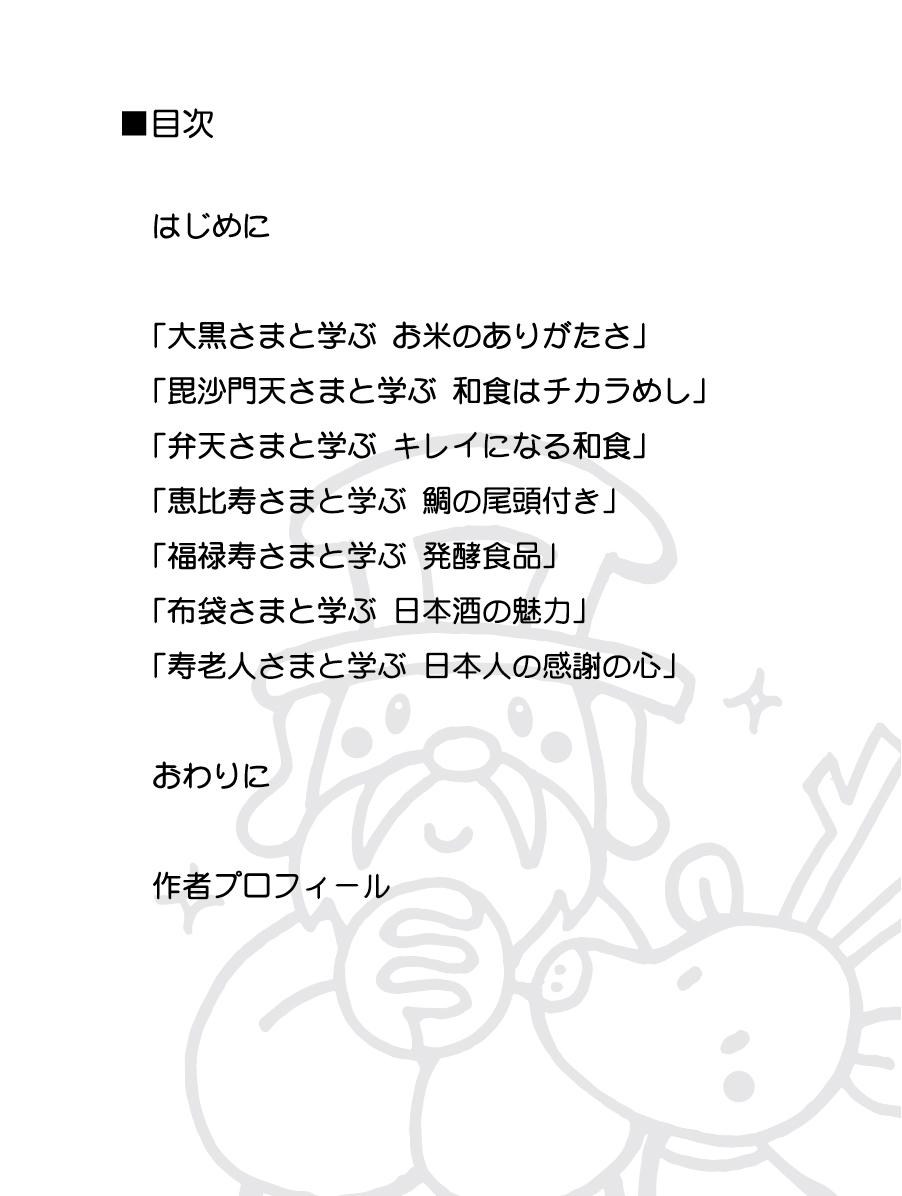 ■目次
はじめに
「大黒さまと学ぶ お米のありがたさ」
「毘沙門天さまと学ぶ 和食はチカラめし」
「弁天さまと学ぶ キレイになる和食」
「恵比寿さまと学ぶ 鯛の尾頭付き」
「福禄寿さまと学ぶ 発酵食品」
「布袋さまと学ぶ 日本酒の魅力」
「寿老人さまと学ぶ 日本人の感謝の心」
おわりに
作者プロフィール